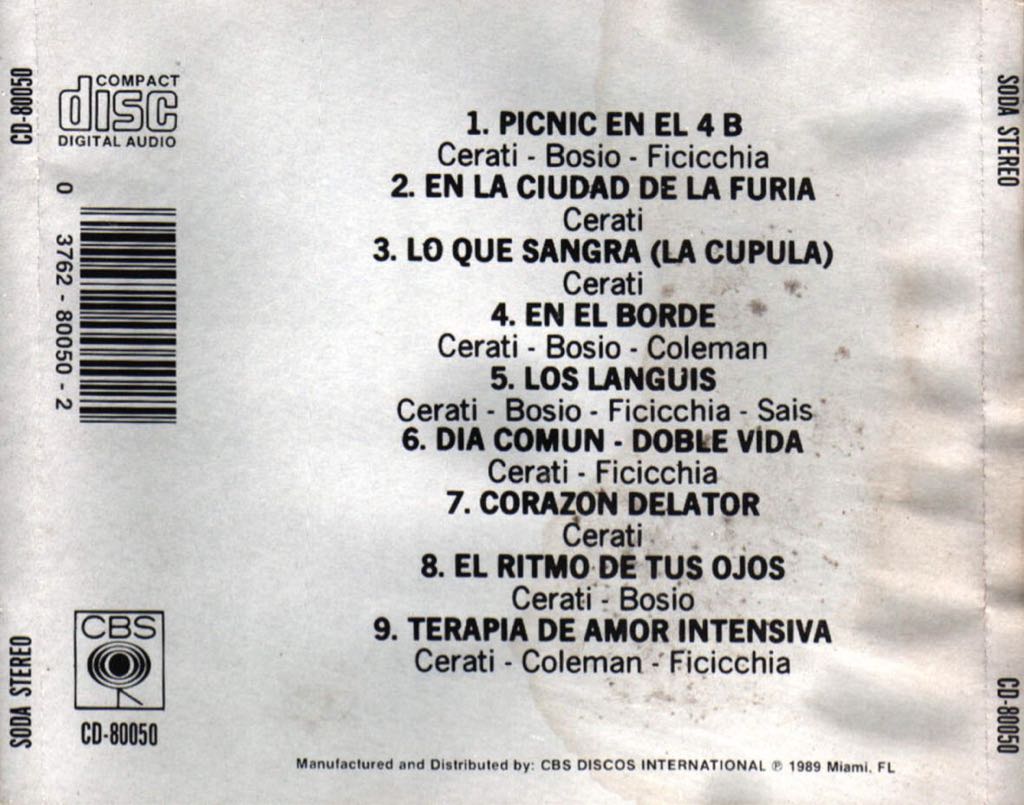 CD-80050
SODA STEREO
COMPACT
disc
DIGITAL AUDIO
0 3762 - 80050 - 2
CBS
CD-80050
1. PICNIC EN EL 4 B
Cerati - Bosio - Ficicchia
2. EN LA CIUDAD DE LA FURIA
Cerati
3. LO QUE SANGRA (LA CUPULA)
Cerati
4. EN EL BORDE
Cerati - Bosio - Coleman
5. LOS LANGUIS
Cerati - Bosio - Ficicchia - Sais
6. DIA COMUN - DOBLE VIDA
Cerati - Ficicchia
7. CORAZON DELATOR
Cerati
8. EL RITMO DE TUS OJOS
Cerati - Bosio
9. TERAPIA DE AMOR INTENSIVA
Cerati - Coleman - Ficicchia
Manufactured and Distributed by: CBS DISCOS INTERNATIONAL ℗ 1989 Miami, FL
SODA STEREO
CD-80050